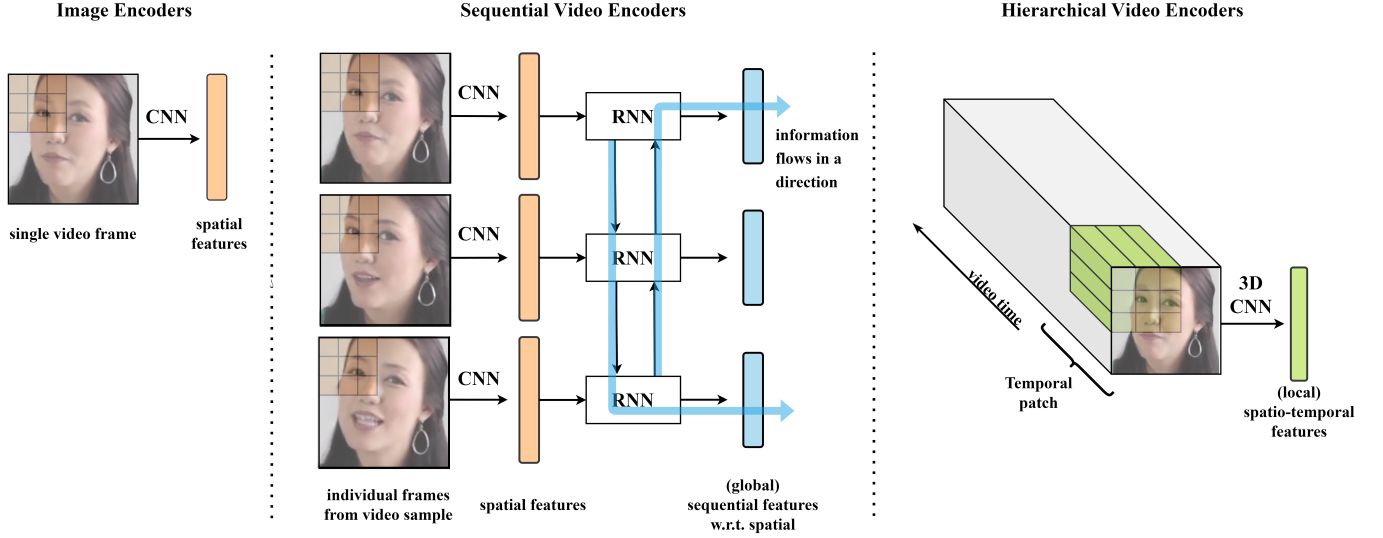 Image Encoders
CNN
single video frame
spatial
features
Sequential Video Encoders
CNN
RNN
information
flows in a
direction
CNN
RNN
CNN
RNN
individual frames
from video sample
spatial features
(global)
sequential features
w.r.t. spatial
Hierarchical Video Encoders
video time
Temporal
patch
3D
CNN
(local)
spatio-temporal
features